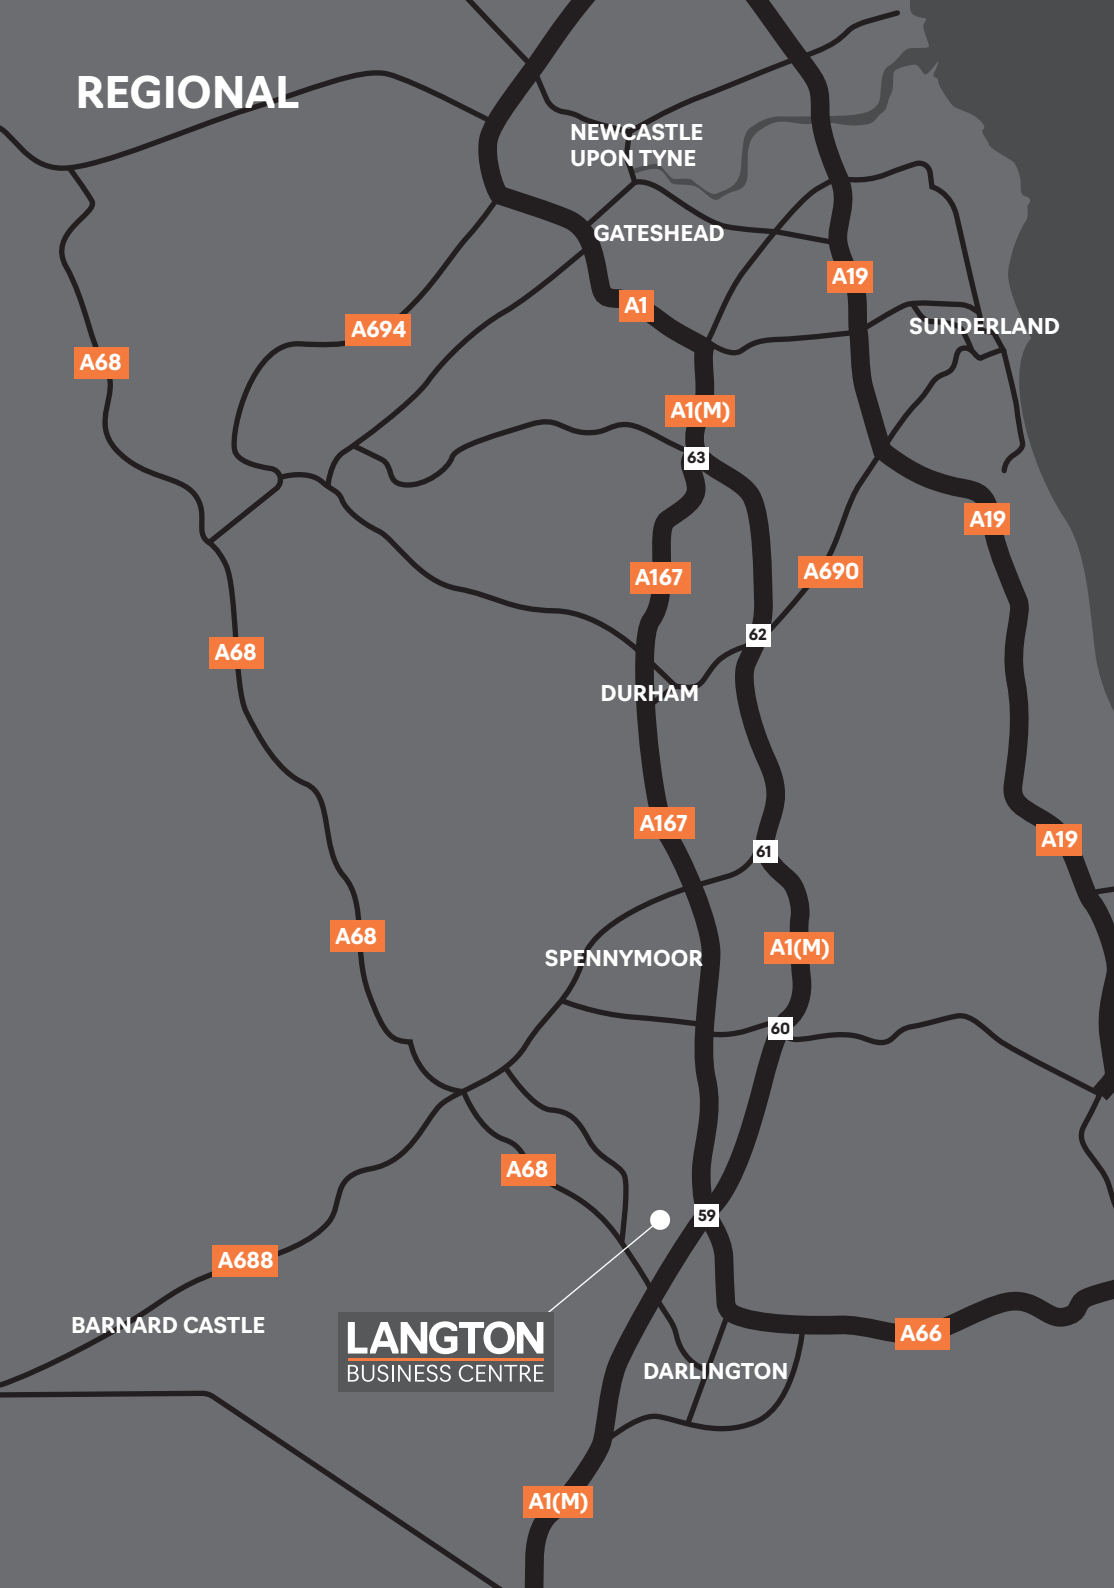 REGIONAL
NEWCASTLE
UPON TYNE
GATESHEAD
A19
A1
SUNDERLAND
A694
A68
A1(M)
63
A19
A690
A167
62
A68
DURHAM
A167
A19
61
A68
A1(M)
SPENNYMOOR
60
A68
59
A688
BARNARD CASTLE
LANGTON
BUSINESS CENTRE
A66
DARLINGTON
A1(M)